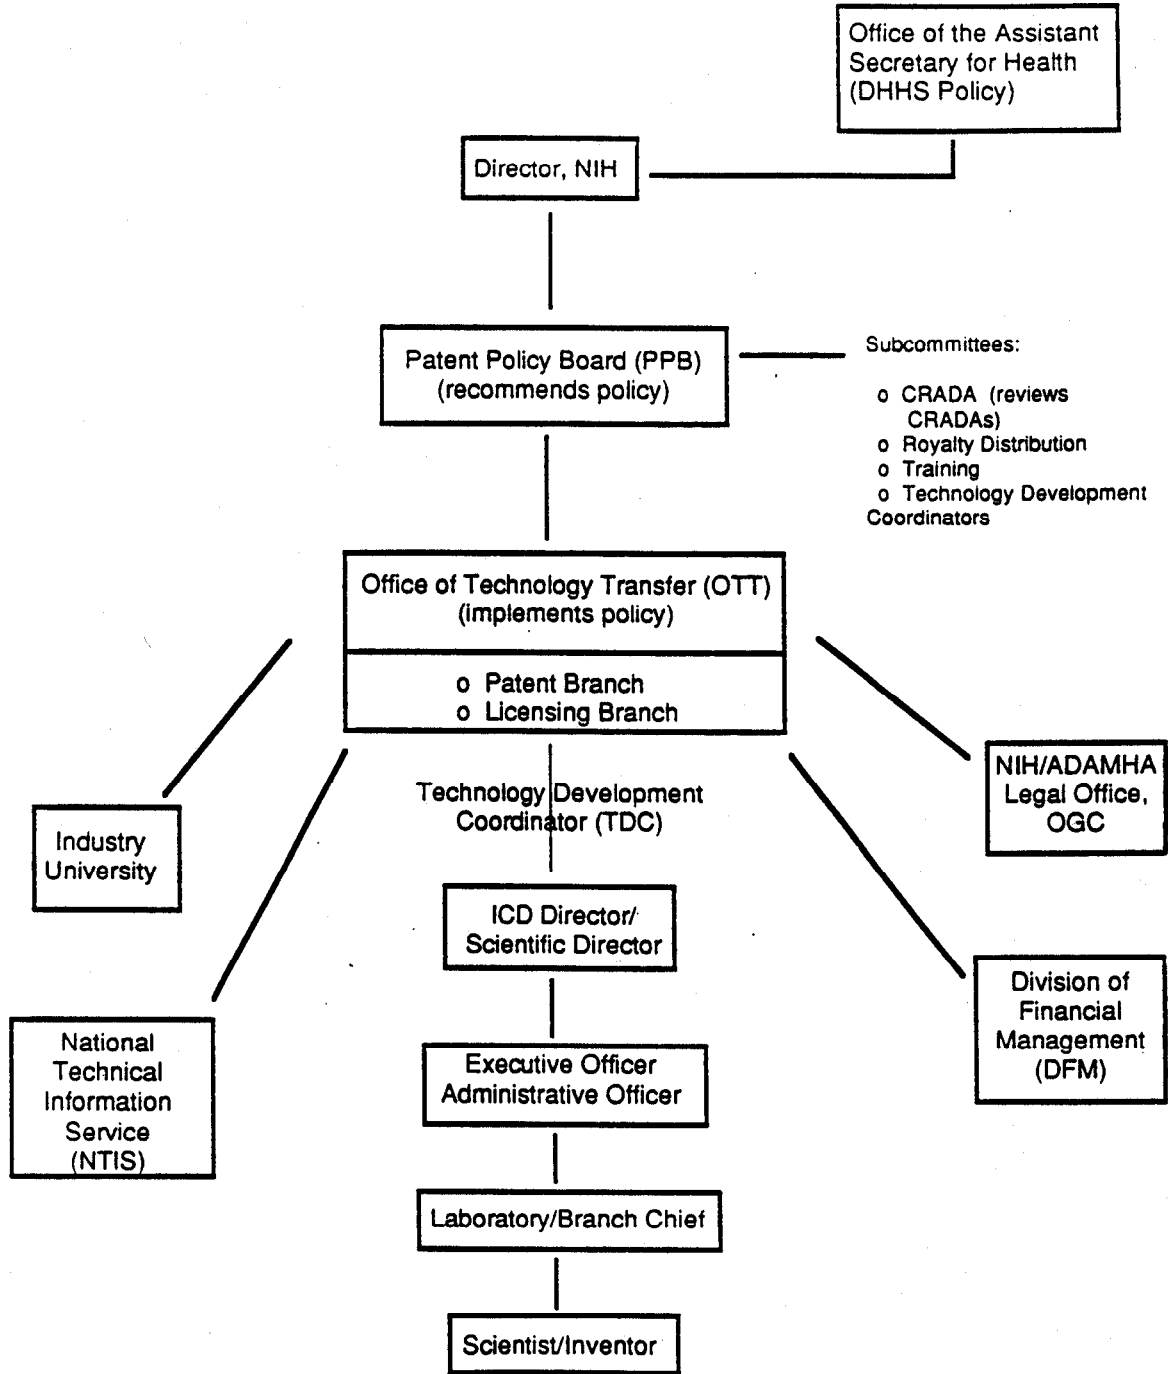 Office of the Assistant
Secretary for Health
(DHHS Policy)
Director, NIH
Patent Policy Board (PPB)
(recommends policy)
Subcommittees:
o CRADA (reviews
CRADAs)
o Royalty Distribution
o Training
o Technology Development
Coordinators
Office of Technology Transfer (OTT)
(implements policy)
o Patent Branch
o Licensing Branch
Technology Development
Coordinator (TDC)
NIH/ADAMHA
Legal Office,
OGC
Industry
University
ICD Director/
Scientific Director
Division of
Financial
Management
(DFM)
National
Technical
Information
Service
(NTIS)
Executive Officer
Administrative Officer
Laboratory/Branch Chief
Scientist/Inventor